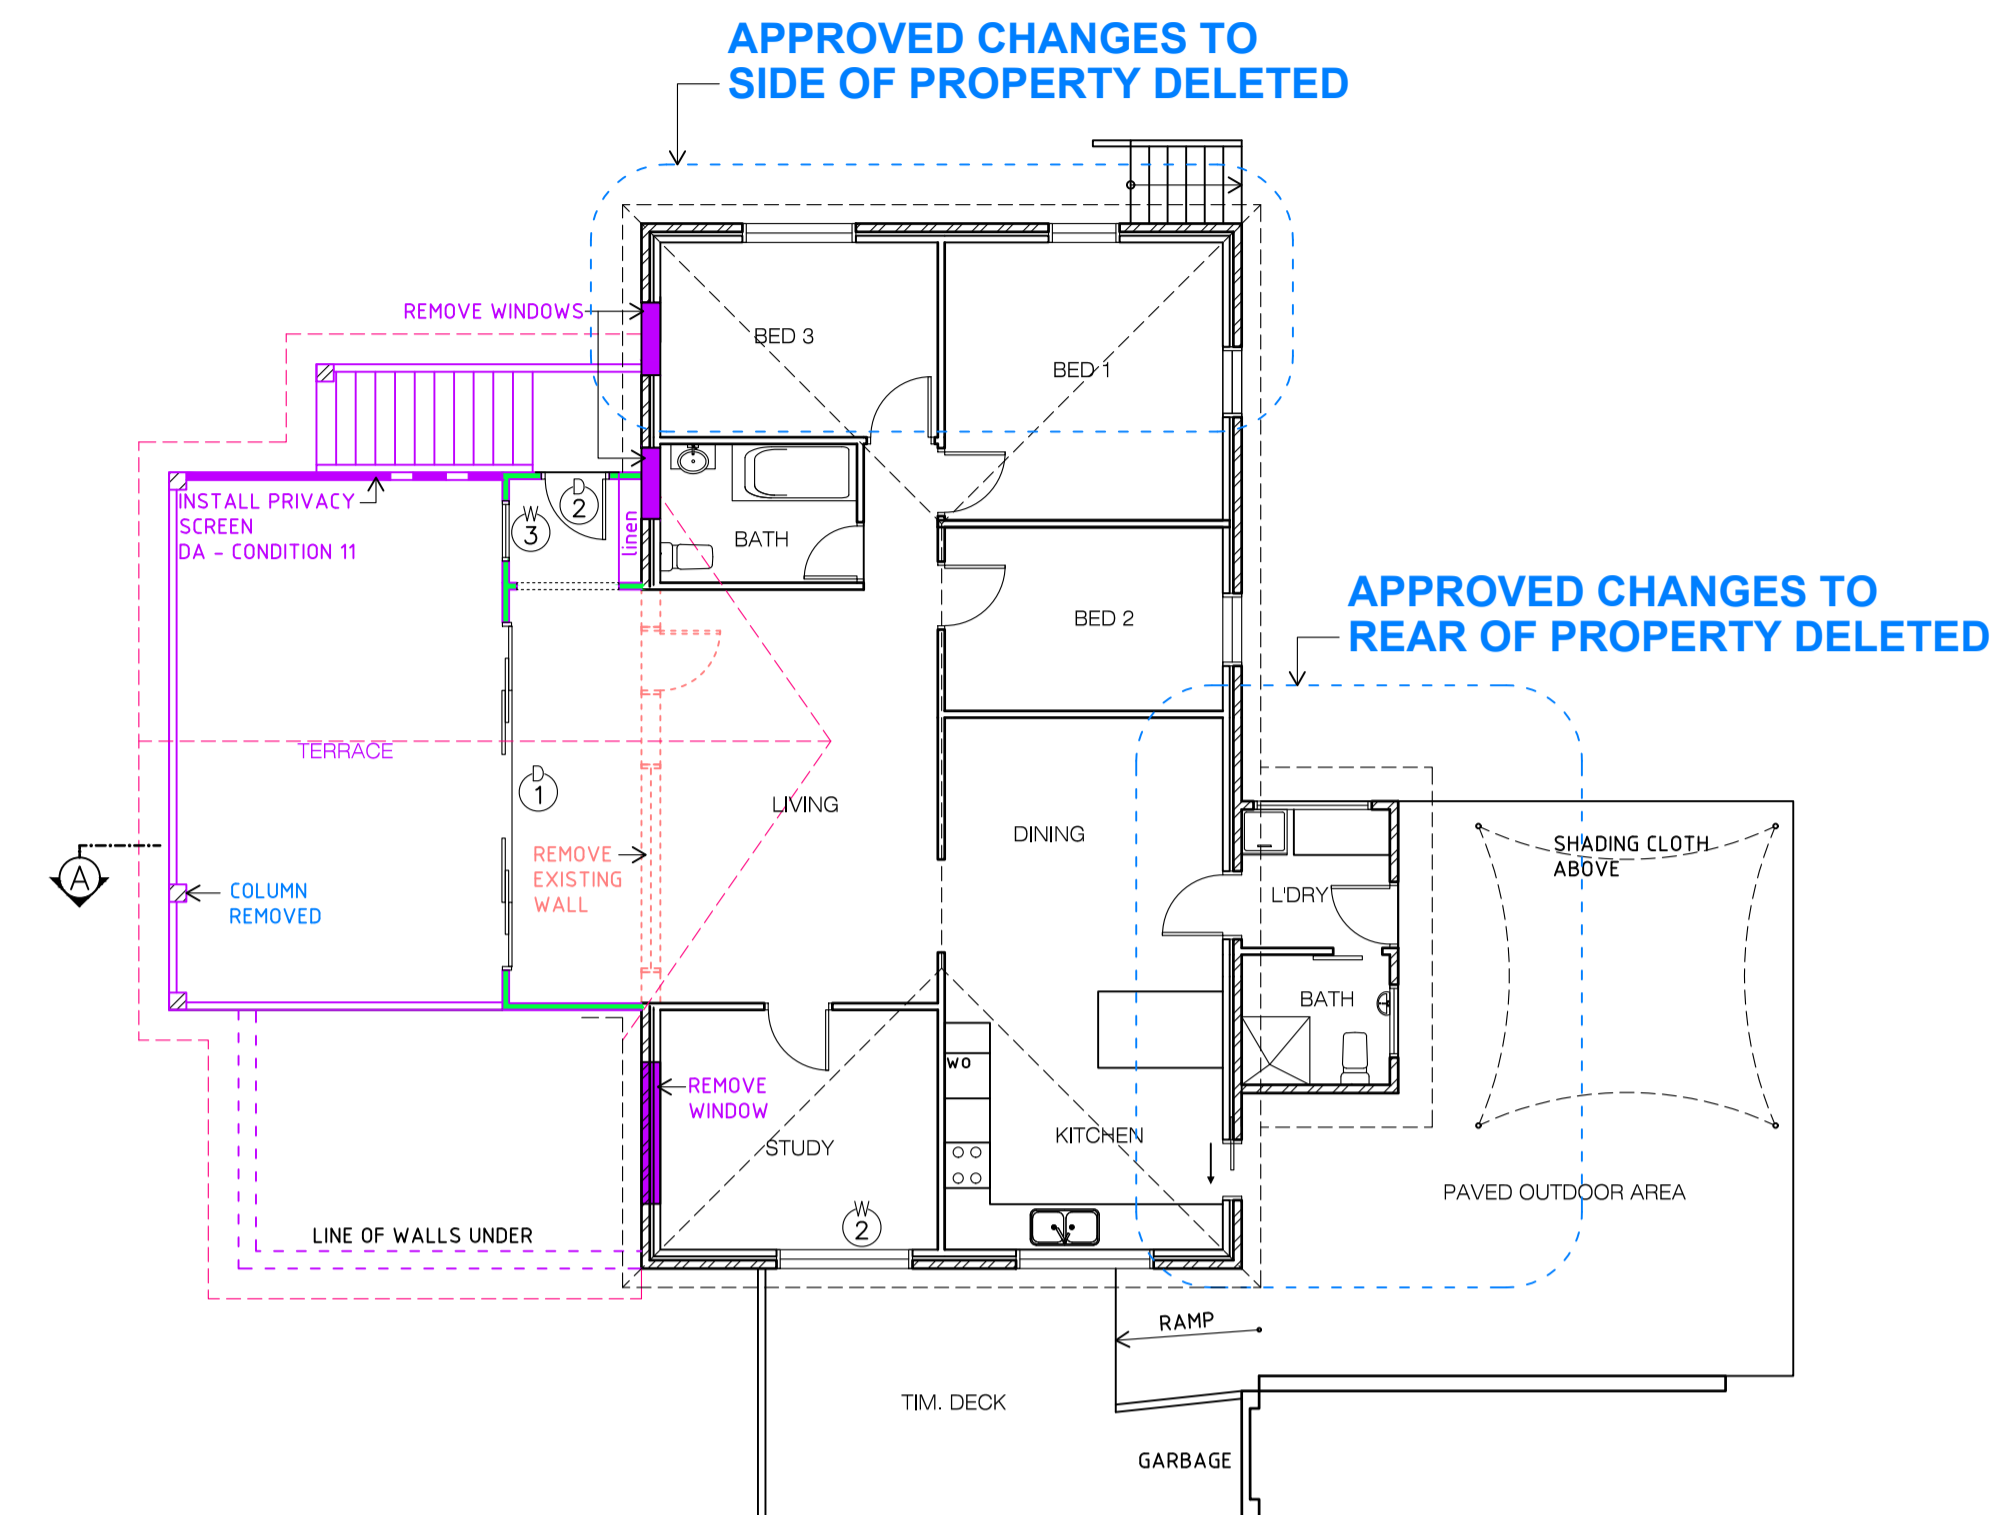 APPROVED CHANGES TO
SIDE OF PROPERTY DELETED
REMOVE WINDOWS
BED 3
BED 1
INSTALL PRIVACY
SCREEN
DA - CONDITION 11
D
2
W
3
linen
BATH
APPROVED CHANGES TO
REAR OF PROPERTY DELETED
BED 2
TERRACE
D
1
LIVING
DINING
SHADING CLOTH
ABOVE
REMOVE
EXISTING
WALL
A
COLUMN
REMOVED
L'DRY
BATH
WO
REMOVE
WINDOW
STUDY
KITCHEN
PAVED OUTDOOR AREA
W
2
LINE OF WALLS UNDER
RAMP
TIM. DECK
GARBAGE